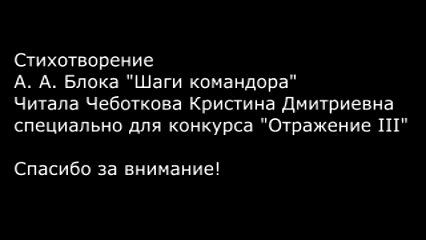 Стихотворение
А. А. Блока "Шаги командора"
Читала Чеботкова Кристина Дмитриевна
специально для конкурса "Отражение III"
Спасибо за внимание!